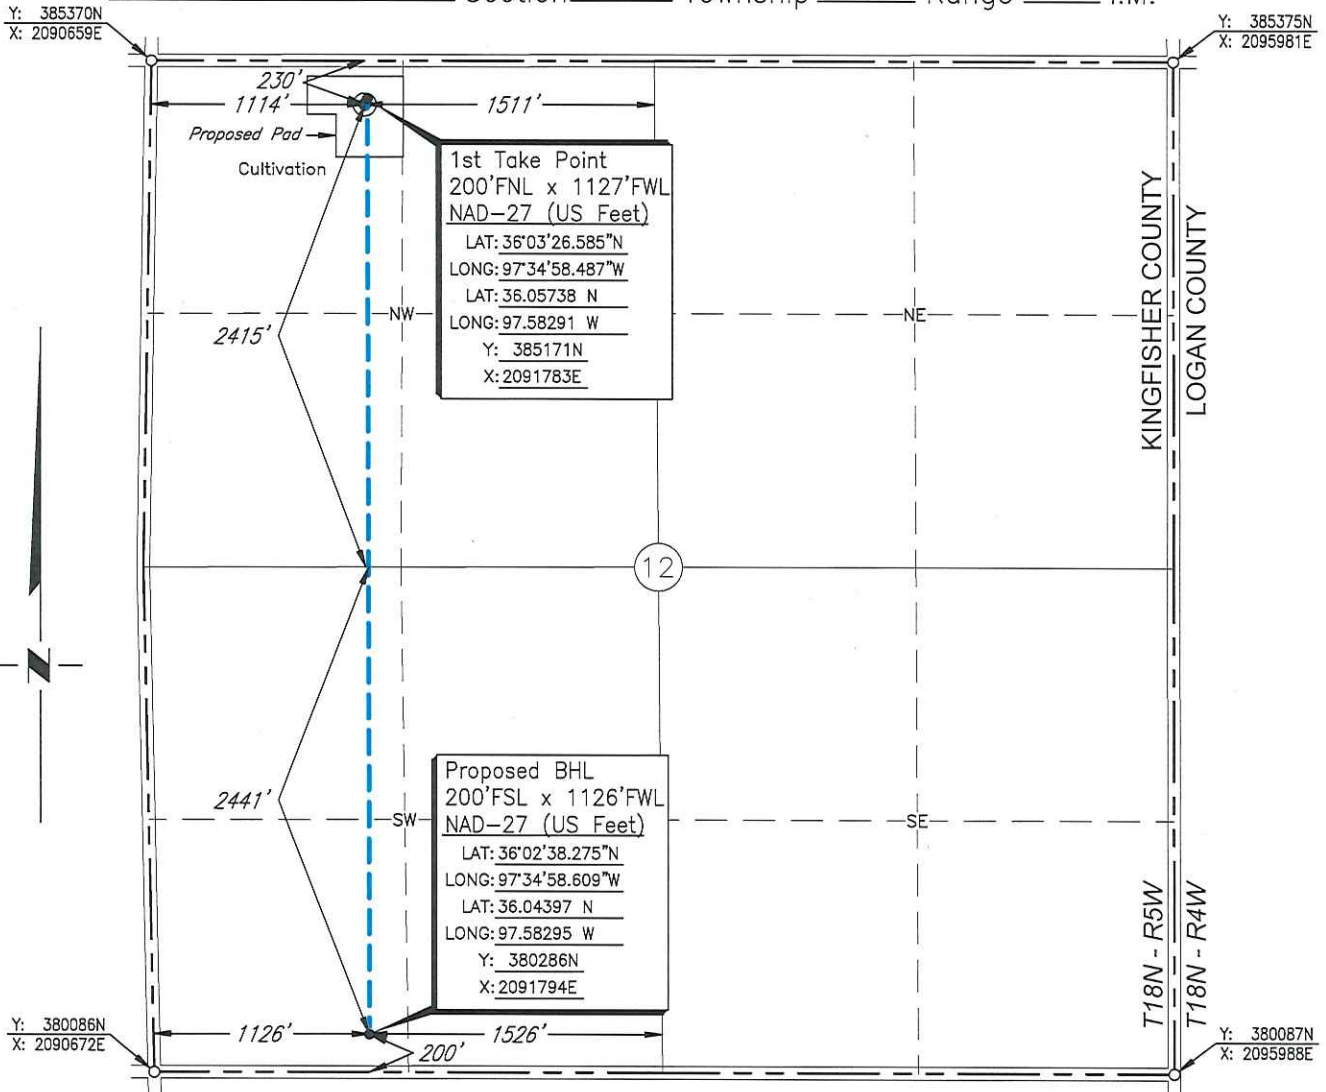 Section Township Range I.M.
Y: 385370N
X: 2090659E
Y: 385375N
X: 2095981E
230'
1114'
1511'
Proposed Pad
Cultivation
1st Take Point
200'FNL x 1127'FWL
NAD-27 (US Feet)
LAT: 36°03'26.585"N
LONG: 97°34'58.487"W
LAT: 36.05738 N
LONG: 97.58291 W
Y: 385171N
X: 2091783E
KINGFISHER COUNTY
LOGAN COUNTY
NW
NE
2415'
12
N
2441'
Proposed BHL
200'FSL x 1126'FWL
NAD-27 (US Feet)
LAT: 36°02'38.275"N
LONG: 97°34'58.609"W
LAT: 36.04397 N
LONG: 97.58295 W
Y: 380286N
X: 2091794E
SW
SE
T18N - R5W
T18N - R4W
1126'
1526'
200'
Y: 380086N
X: 2090672E
Y: 380087N
X: 2095988E